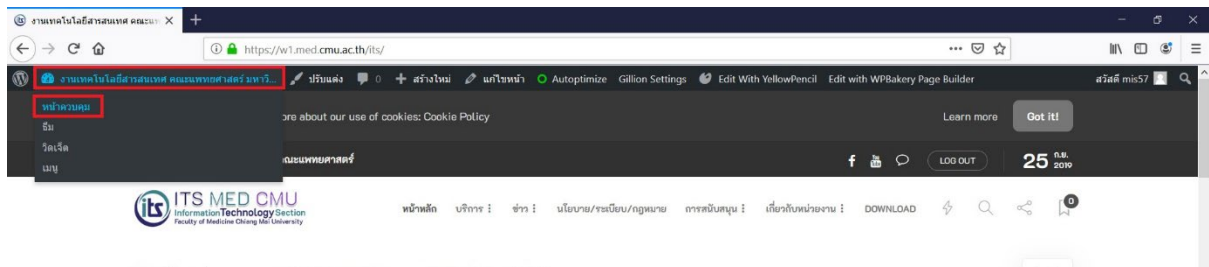 งานเทคโนโลยีสารสนเทศ คณะแพ
https://w1.med.cmu.ac.th/its/
งานเทคโนโลยีสารสนเทศ คณะแพทยศาสตร์ มหาวิ... ปรับแต่ง 0 + สร้างใหม่ แก้ไขหน้า Autoptimize Gillion Settings Edit With YellowPencil Edit with WPBakery Page Builder สวัสดี mis57
หน้าควบคุม
ธีม
วิดเจ็ต
เมนู
ore about our use of cookies: Cookie Policy Learn more Got it!
ณะแพทยศาสตร์ LOG OUT 25 ก.ย. 2019
its ITS MED CMU
Information Technology Section
Faculty of Medicine Chiang Mai University
หน้าหลัก บริการ ข่าว นโยบาย/ระเบียบ/กฎหมาย การสนับสนุน เกี่ยวกับหน่วยงาน DOWNLOAD 0